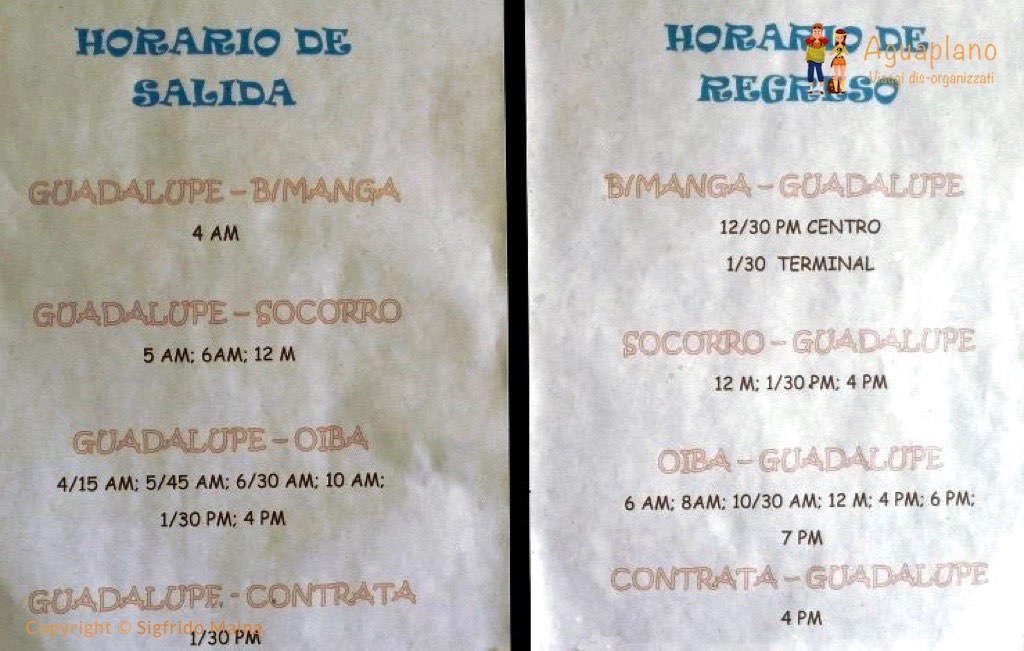 HORARIO DE
SALIDA
GUADALUPE - B/MANGA
4 AM
GUADALUPE - SOCORRO
5 AM; 6AM; 12 M
GUADALUPE - OIBA
4/15 AM; 5/45 AM; 6/30 AM; 10 AM;
1/30 PM; 4 PM
GUADALUPE - CONTRATA
1/30 PM
Copyright © Sigfrido Maina
HORARIO DE
REGRESO
Aguaplano
Viaggi dis-organizzati
B/MANGA - GUADALUPE
12/30 PM CENTRO
1/30 TERMINAL
SOCORRO - GUADALUPE
12 M; 1/30 PM; 4 PM
OIBA - GUADALUPE
6 AM; 8AM; 10/30 AM; 12 M; 4 PM; 6 PM;
7 PM
CONTRATA - GUADALUPE
4 PM